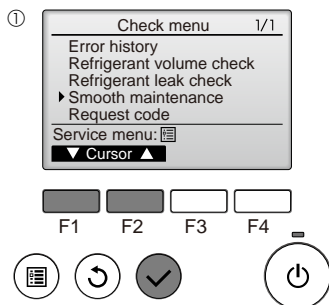 ①
Check menu 1/1
Error history
Refrigerant volume check
Refrigerant leak check
Smooth maintenance
Request code
Service menu:
▼ Cursor ▲
F1 F2 F3 F4